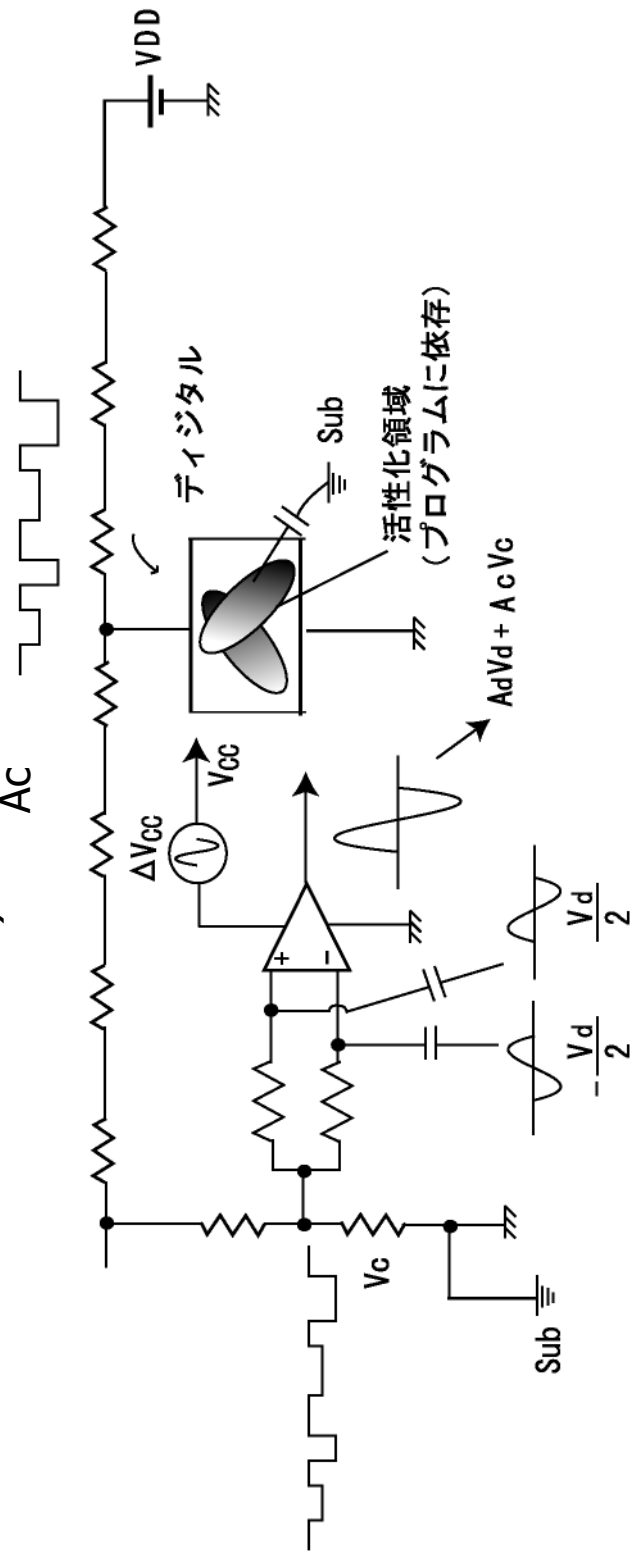 Ac
VDD
ディジタル
Sub
活性化領域
(プログラムに依存)
ΔVCC
VCC
+
−
AdVd + AcVc
Vc
Sub
−Vd/2
Vd/2